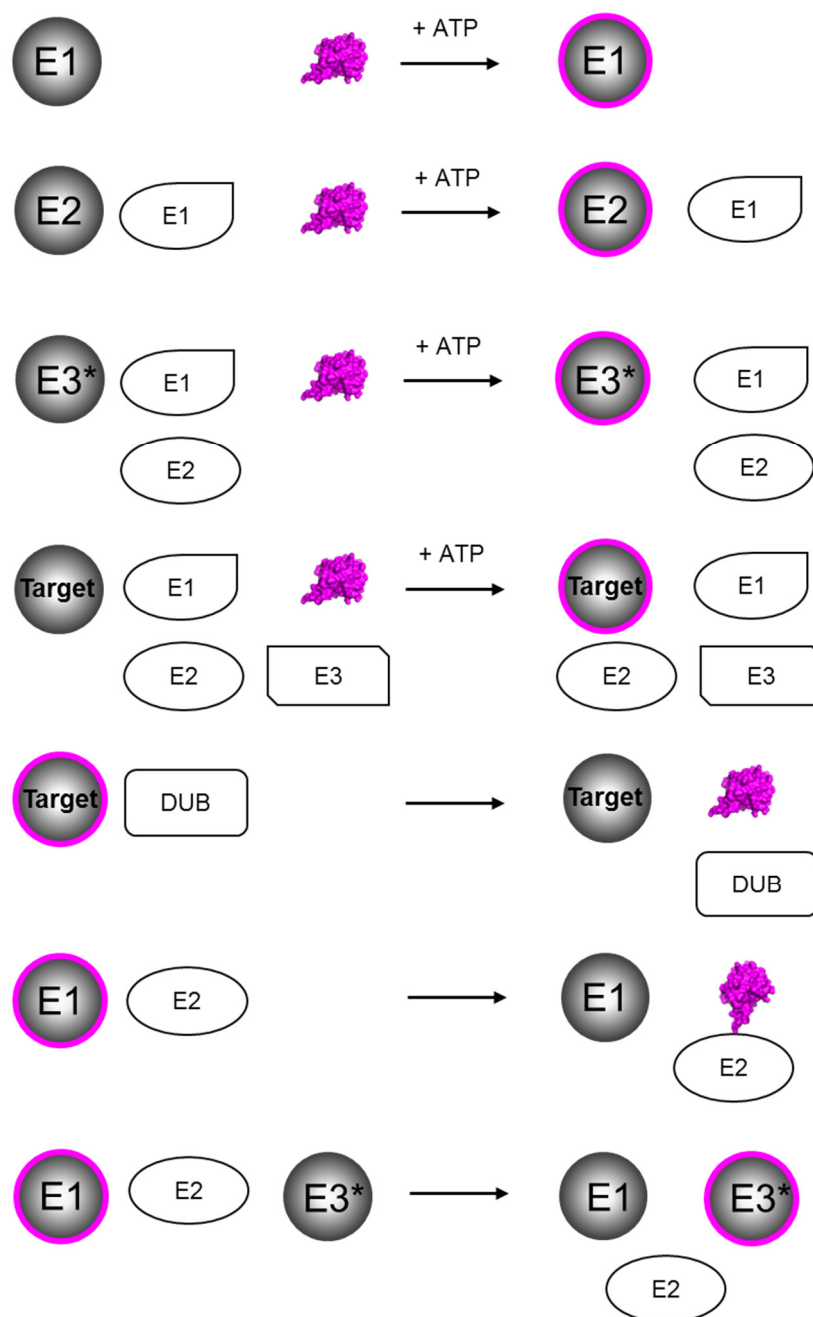 + ATP
E1 E1
+ ATP
E2 E1 E2 E1
+ ATP
E3* E1 E3* E1
E2 E2
+ ATP
Target E1 Target E1
E2 E3 E2 E3
Target DUB Target
DUB
E1 E2 E1
E2
E1 E2 E3* E1 E3*
E2